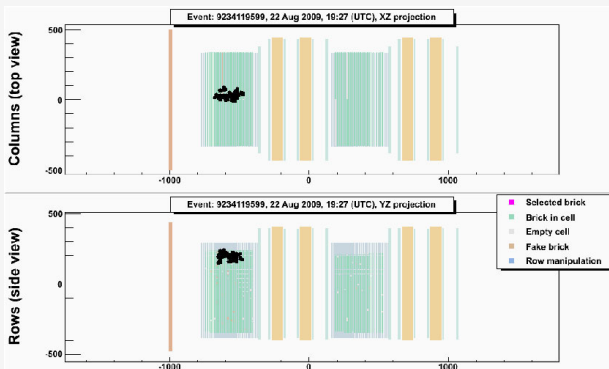 Event: 9234119599, 22 Aug 2009, 19:27 (UTC), XZ projection
Columns (top view)
500
0
-500
-1000
0
1000
Event: 9234119599, 22 Aug 2009, 19:27 (UTC), YZ projection
Rows (side view)
500
0
-500
-1000
0
1000
Selected brick
Brick in cell
Empty cell
Fake brick
Row manipulation